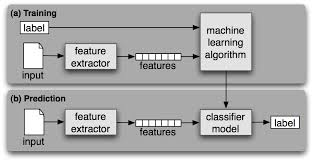 (a) Training
label
input
feature
extractor
features
machine
learning
algorithm
(b) Prediction
input
feature
extractor
features
classifier
model
label